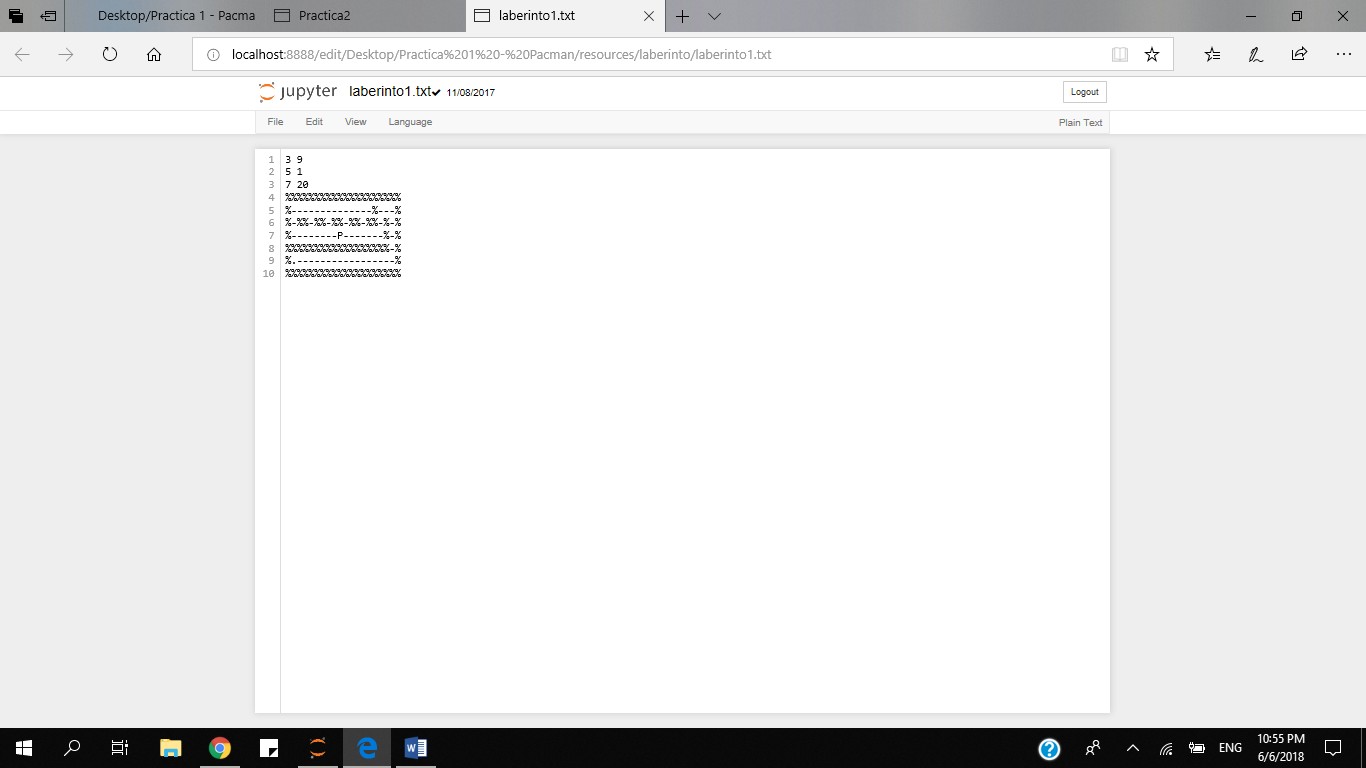 Desktop/Practica 1 - Pacma
Practica2
laberinto1.txt
localhost:8888/edit/Desktop/Practica%201%20-%20Pacman/resources/laberinto/laberinto1.txt
jupyter laberinto1.txt 11/08/2017
Logout
File Edit View Language
Plain Text
1 3 9
2 5 1
3 7 20
4 %%%%%%%%%%%%%%%%%%%%
5 %--------------%---%
6 %-%%-%%-%%-%%-%%-%-%
7 %--------P-------%-%
8 %%%%%%%%%%%%%%%%%%-%
9 %.-----------------%
10 %%%%%%%%%%%%%%%%%%%%
ENG
10:55 PM
6/6/2018